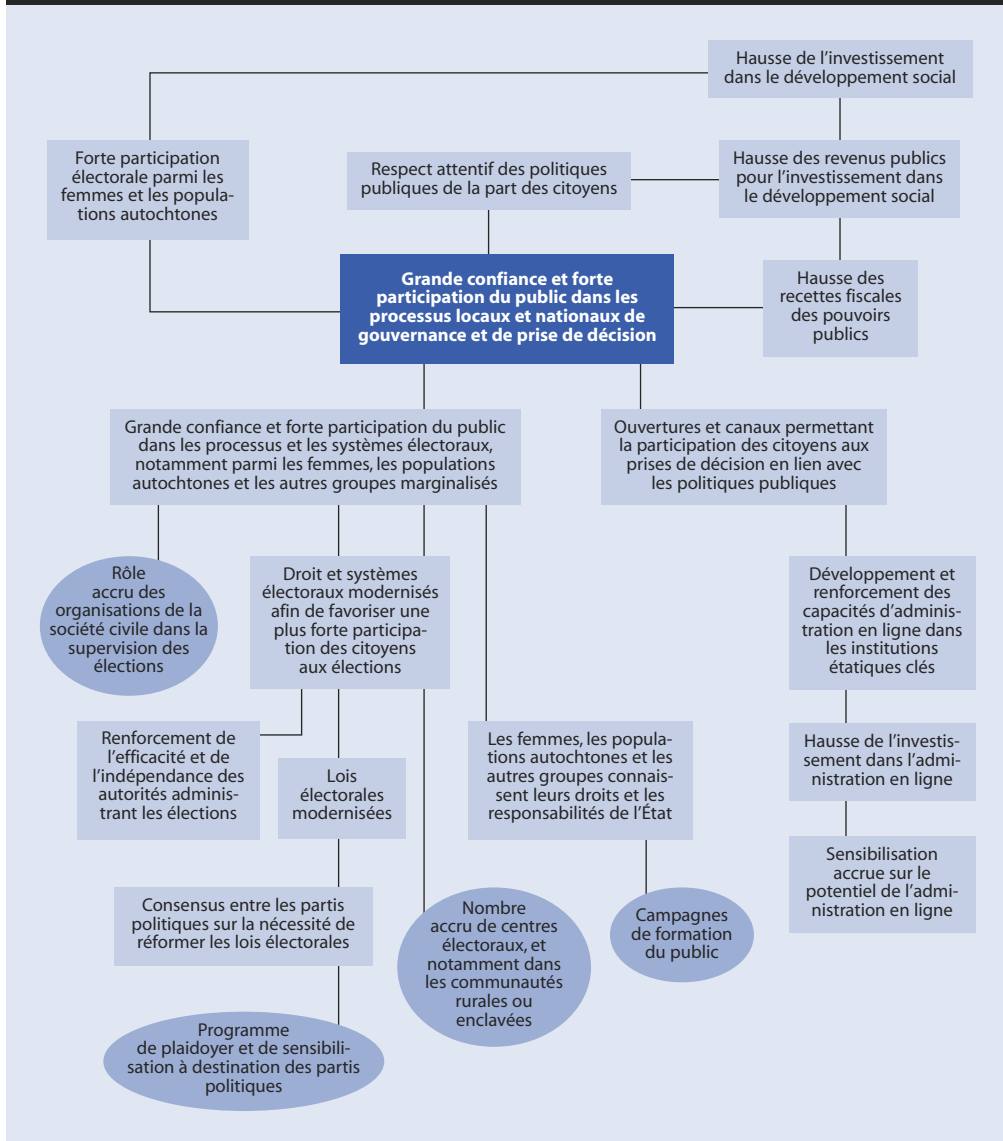 Hausse de l’investissement
dans le développement social
Forte participation
électorale parmi les
femmes et les popula-
tions autochtones
Respect attentif des politiques
publiques de la part des citoyens
Hausse des revenus publics
pour l’investissement dans
le développement social
Grande confiance et forte
participation du public dans les
processus locaux et nationaux de
gouvernance et de prise de décision
Hausse des
recettes fiscales
des pouvoirs
publics
Grande confiance et forte participation du public
dans les processus et les systèmes électoraux,
notamment parmi les femmes, les populations
autochtones et les autres groupes marginalisés
Ouvertures et canaux permettant
la participation des citoyens aux
prises de décision en lien avec
les politiques publiques
Rôle
accru des
organisations de la
société civile dans la
supervision des
élections
Droit et systèmes
électoraux modernisés
afin de favoriser une
plus forte participa-
tion des citoyens
aux élections
Développement et
renforcement des
capacités d’adminis-
tration en ligne dans
les institutions
étatiques clés
Renforcement de
l’efficacité et de
l’indépendance des
autorités adminis-
trant les élections
Lois
électorales
modernisées
Les femmes, les popula-
tions autochtones et les
autres groupes connais-
sent leurs droits et les
responsabilités de l’État
Hausse de l’investis-
sement dans l’admi-
nistration en ligne
Consensus entre les partis
politiques sur la nécessité de
réformer les lois électorales
Nombre
accru de centres
électoraux, et
notamment dans
les communautés
rurales ou
enclavées
Campagnes
de formation
du public
Sensibilisation
accrue sur le
potentiel de l’admi-
nistration en ligne
Programme
de plaidoyer et de sensibili-
sation à destination des partis
politiques